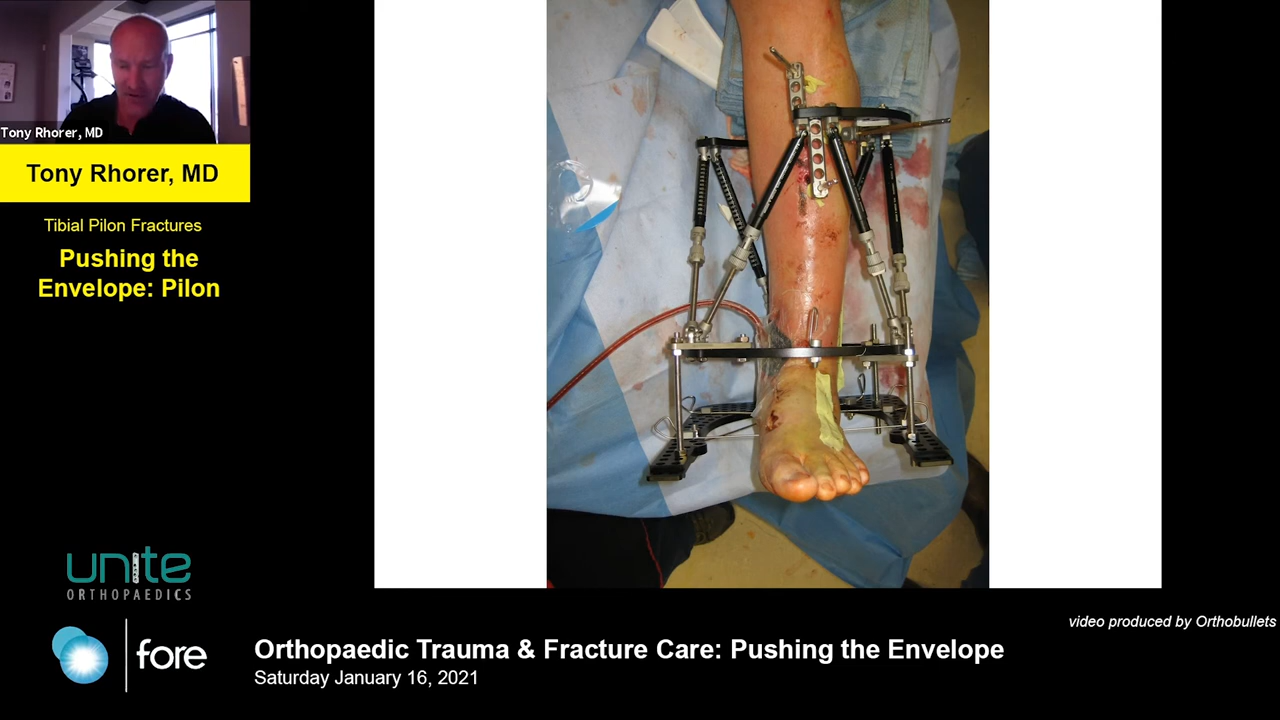 Tony Rhorer, MD
Tony Rhorer, MD
Tibial Pilon Fractures
Pushing the
Envelope: Pilon
unite
ORTHOPAEDICS
fore
video produced by Orthobullets
Orthopaedic Trauma & Fracture Care: Pushing the Envelope
Saturday January 16, 2021